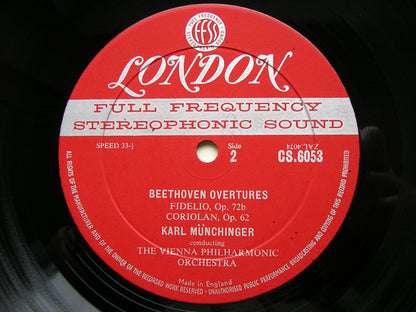 FULL FREQUENCY
ffss
LONDON
FULL FREQUENCY
STEREOPHONIC SOUND
SPEED 33-⅓
Side
2
ZAL.4074
CS.6053
BEETHOVEN OVERTURES
FIDELIO, Op. 72b
CORIOLAN, Op. 62
KARL MÜNCHINGER
conducting
THE VIENNA PHILHARMONIC
ORCHESTRA
Made in England
ALL RIGHTS OF THE MANUFACTURER AND OF THE OWNER OF THE RECORDED WORK RESERVED · UNAUTHORISED PUBLIC PERFORMANCE BROADCASTING AND COPYING OF THIS RECORD PROHIBITED